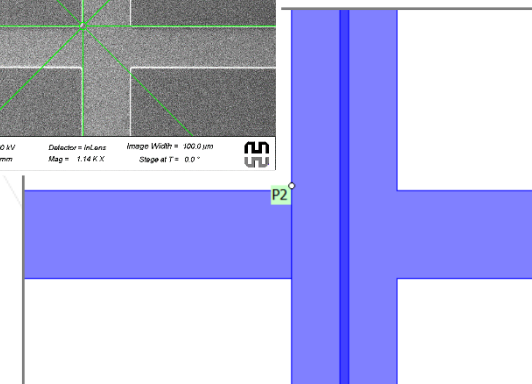 0 kV
Detector = InLens
Image Width = 100.0 µm
mm
Mag = 1.14 K X
Stage at T = 0.0 °
P2